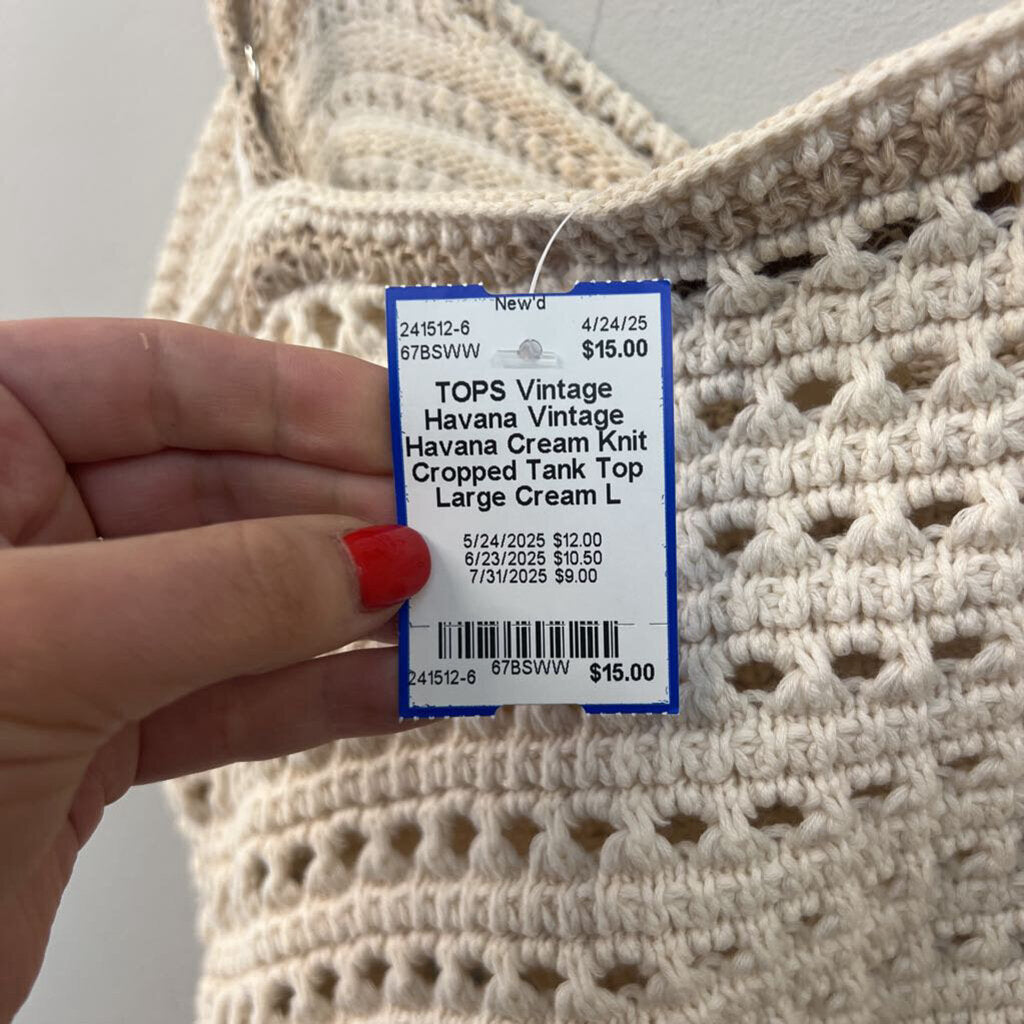 New'd
241512-6 4/24/25
67BSWW $15.00
TOPS Vintage
Havana Vintage
Havana Cream Knit
Cropped Tank Top
Large Cream L
5/24/2025 $12.00
6/23/2025 $10.50
7/31/2025 $9.00
241512-6 67BSWW $15.00